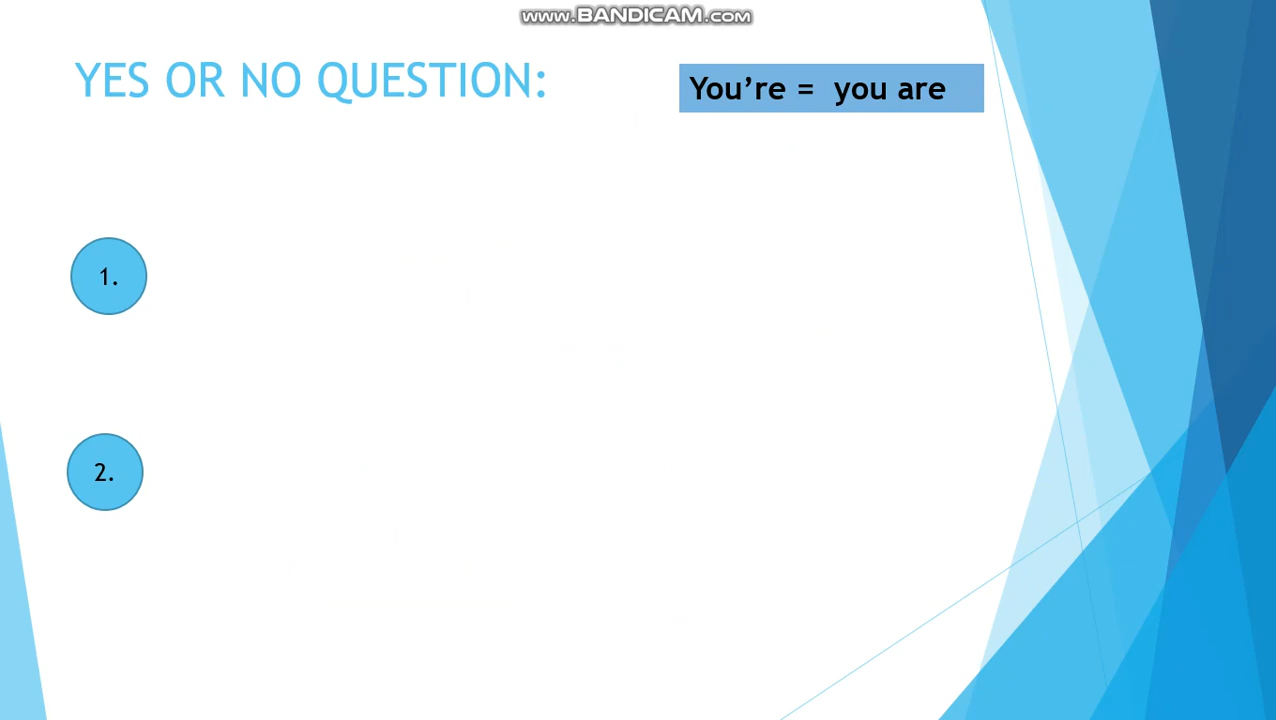 www.BANDICAM.com
YES OR NO QUESTION:
You’re = you are
1.
2.